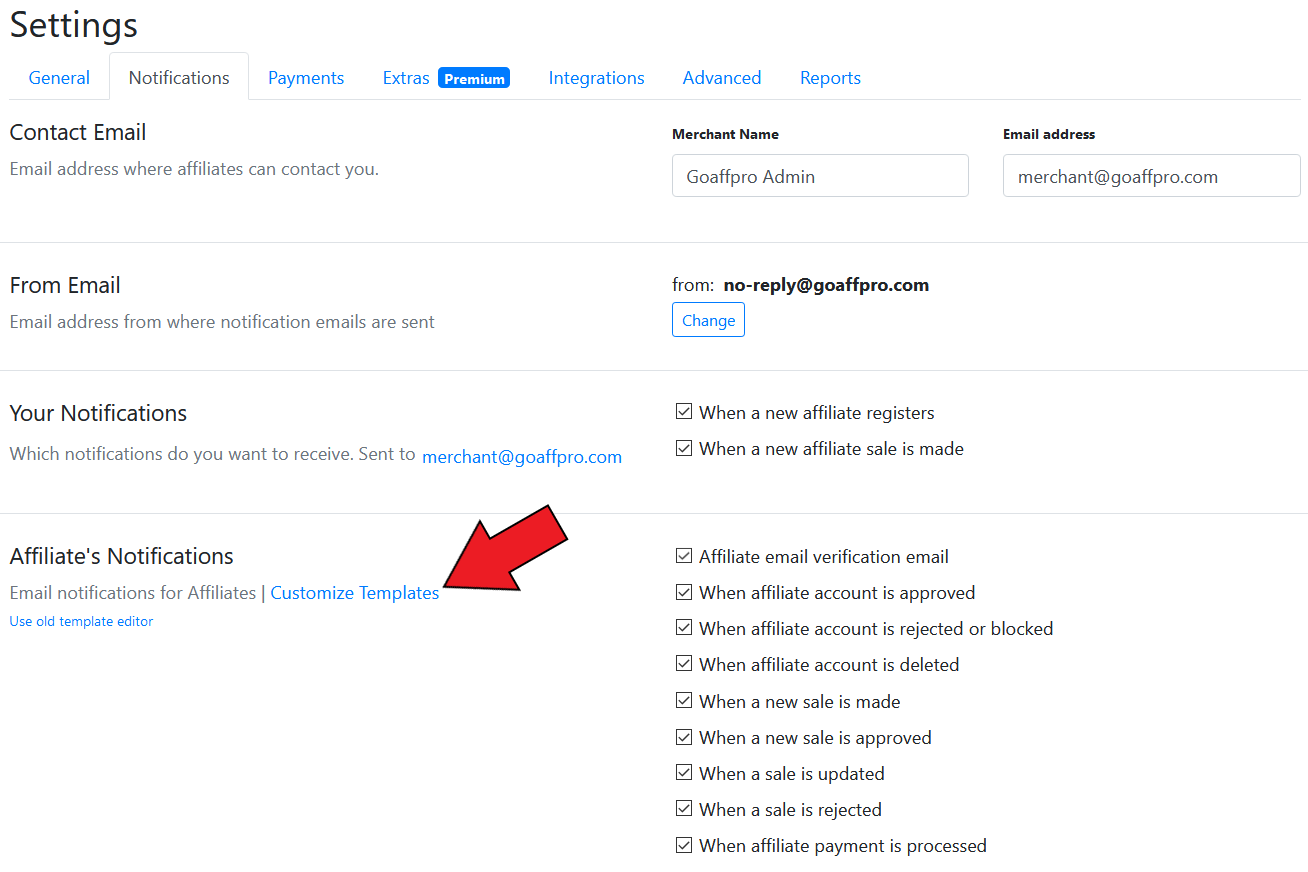 Settings
General Notifications Payments Extras Premium Integrations Advanced Reports
Contact Email
Email address where affiliates can contact you.
Merchant Name
Goaffpro Admin
Email address
merchant@goaffpro.com
From Email
Email address from where notification emails are sent
from: no-reply@goaffpro.com
Change
Your Notifications
Which notifications do you want to receive. Sent to merchant@goaffpro.com
When a new affiliate registers
When a new affiliate sale is made
Affiliate's Notifications
Email notifications for Affiliates | Customize Templates
Use old template editor
Affiliate email verification email
When affiliate account is approved
When affiliate account is rejected or blocked
When affiliate account is deleted
When a new sale is made
When a new sale is approved
When a sale is updated
When a sale is rejected
When affiliate payment is processed